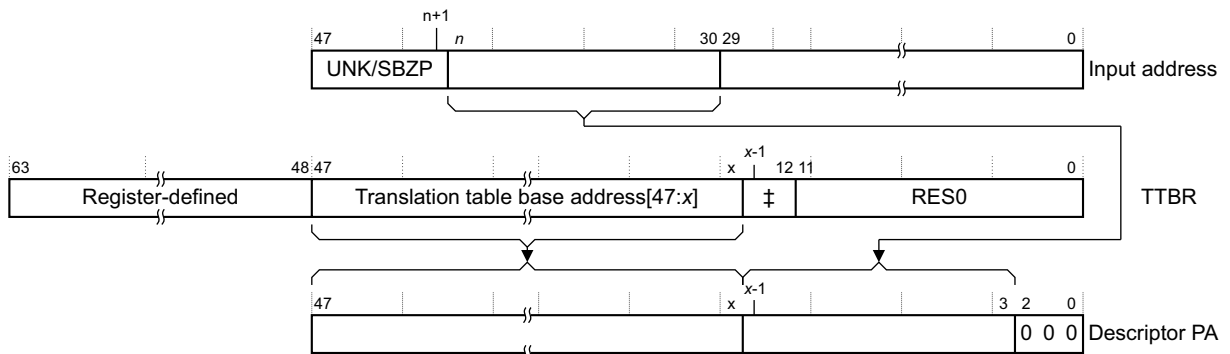 n+1
47 n 30 29 0
UNK/SBZP Input address
x-1
63 48 47 x 12 11 0
Register-defined Translation table base address[47:x] ‡ RES0 TTBR
x-1
47 x 3 2 0
0 0 0 Descriptor PA